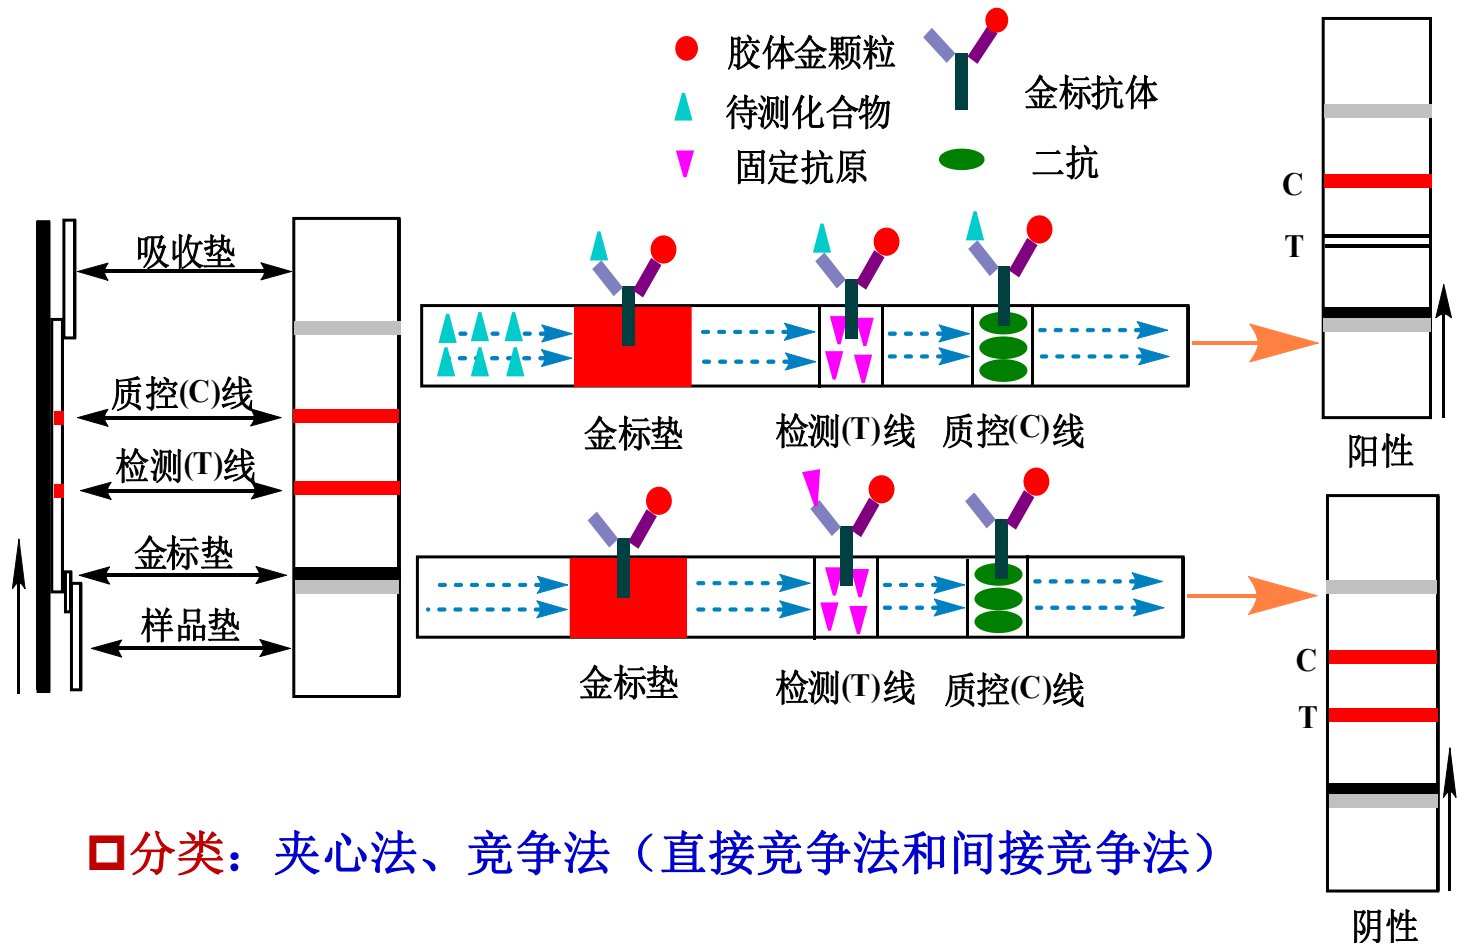 胶体金颗粒
金标抗体
待测化合物
固定抗原
二抗
吸收垫
质控(C)线
检测(T)线
金标垫
样品垫
金标垫
检测(T)线
质控(C)线
C
T
阳性
金标垫
检测(T)线
质控(C)线
C
T
阴性
分类：夹心法、竞争法（直接竞争法和间接竞争法）